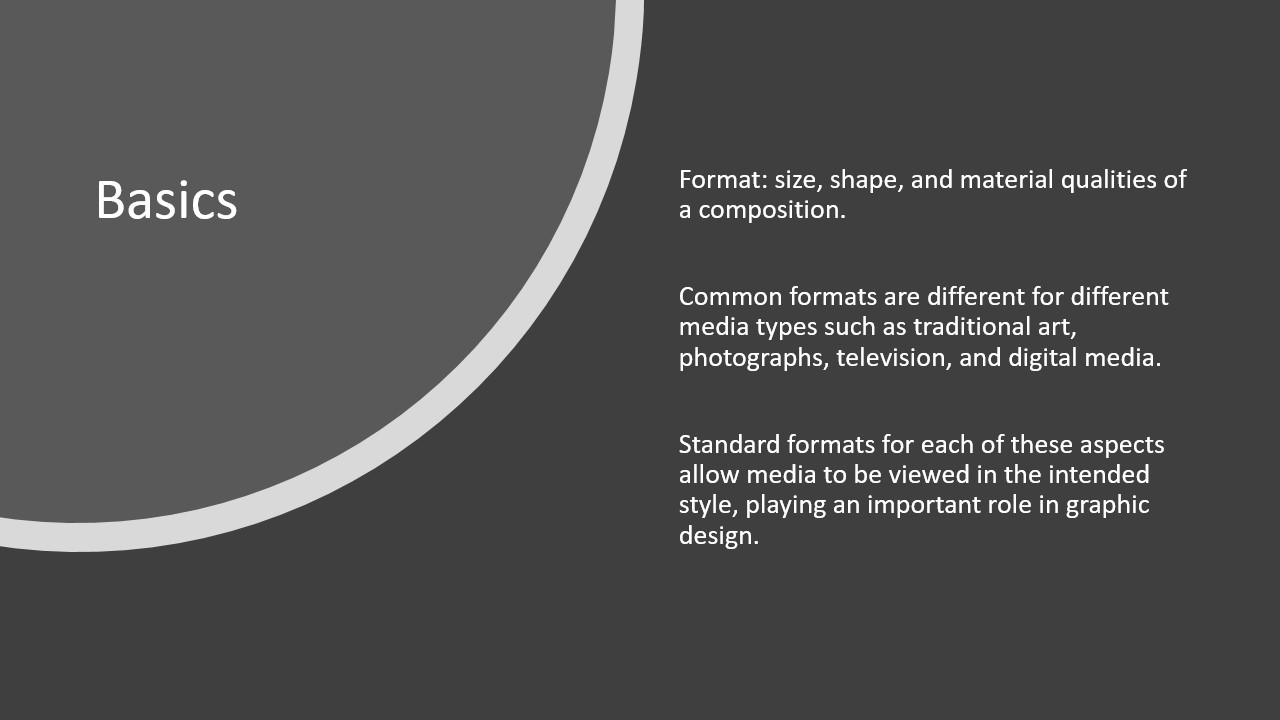 Basics
Format: size, shape, and material qualities of
a composition.
Common formats are different for different
media types such as traditional art,
photographs, television, and digital media.
Standard formats for each of these aspects
allow media to be viewed in the intended
style, playing an important role in graphic
design.